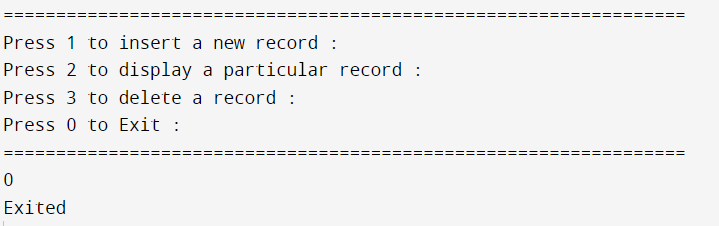 =================================================================
Press 1 to insert a new record :
Press 2 to display a particular record :
Press 3 to delete a record :
Press 0 to Exit :
=================================================================
0
Exited